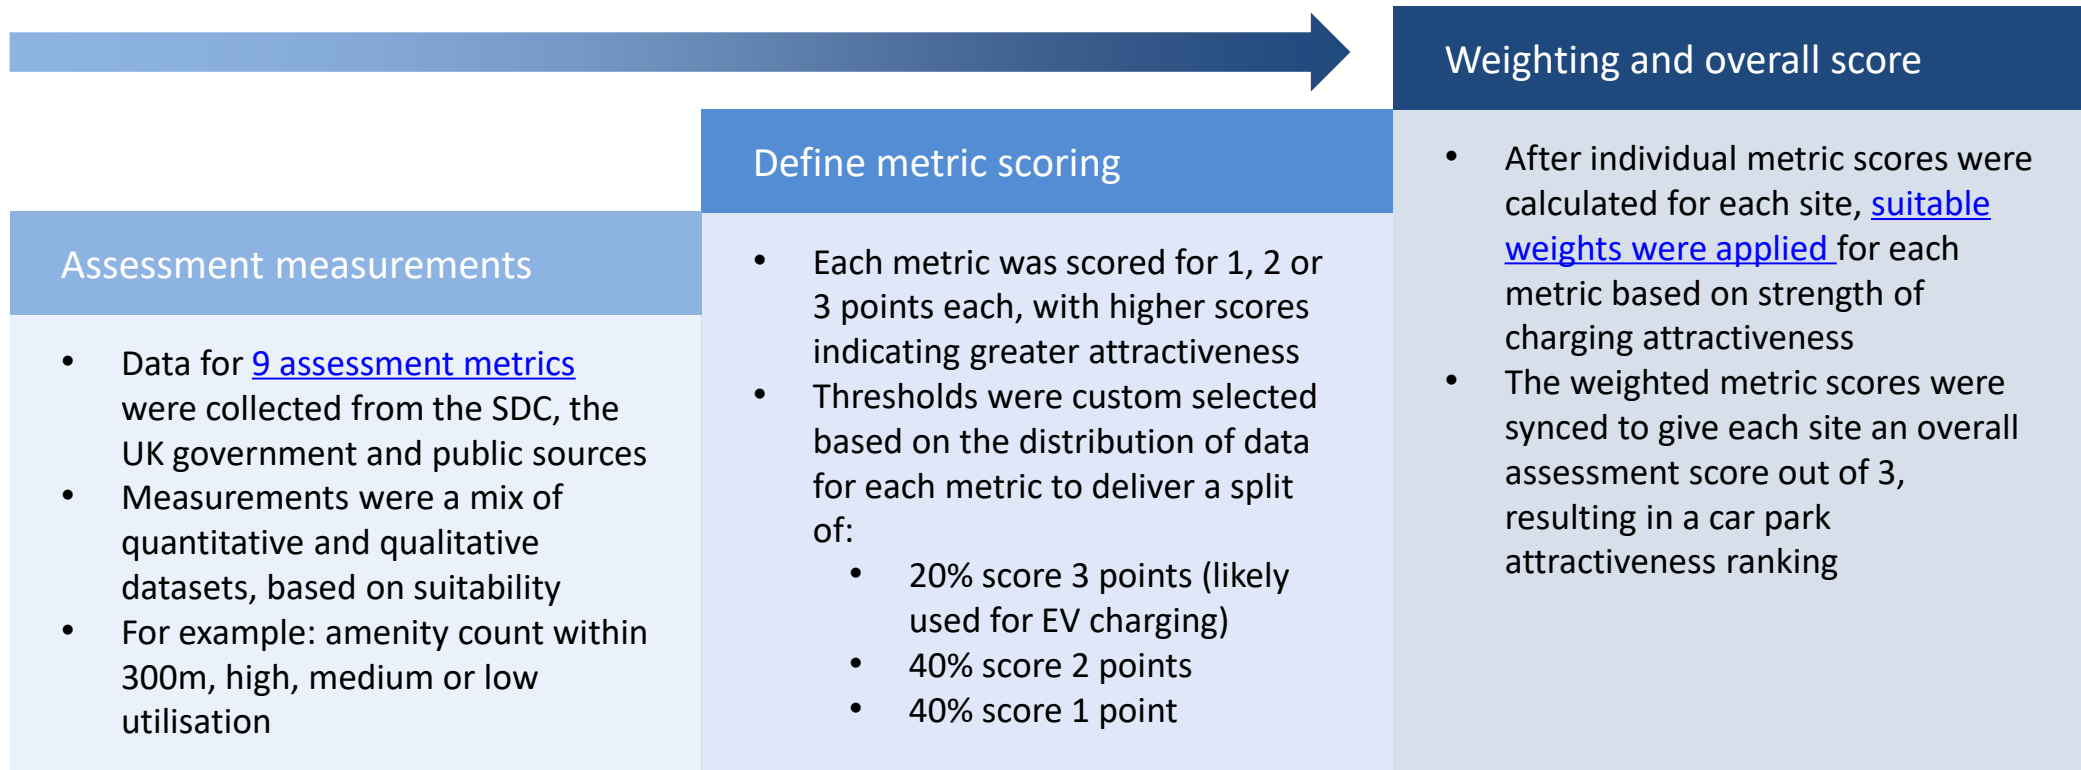 Assessment measurements
• Data for 9 assessment metrics
were collected from the SDC, the
UK government and public sources
• Measurements were a mix of
quantitative and qualitative
datasets, based on suitability
• For example: amenity count within
300m, high, medium or low
utilisation
Define metric scoring
• Each metric was scored for 1, 2 or
3 points each, with higher scores
indicating greater attractiveness
• Thresholds were custom selected
based on the distribution of data
for each metric to deliver a split
of:
• 20% score 3 points (likely
used for EV charging)
• 40% score 2 points
• 40% score 1 point
Weighting and overall score
• After individual metric scores were
calculated for each site, suitable
weights were applied for each
metric based on strength of
charging attractiveness
• The weighted metric scores were
synced to give each site an overall
assessment score out of 3,
resulting in a car park
attractiveness ranking